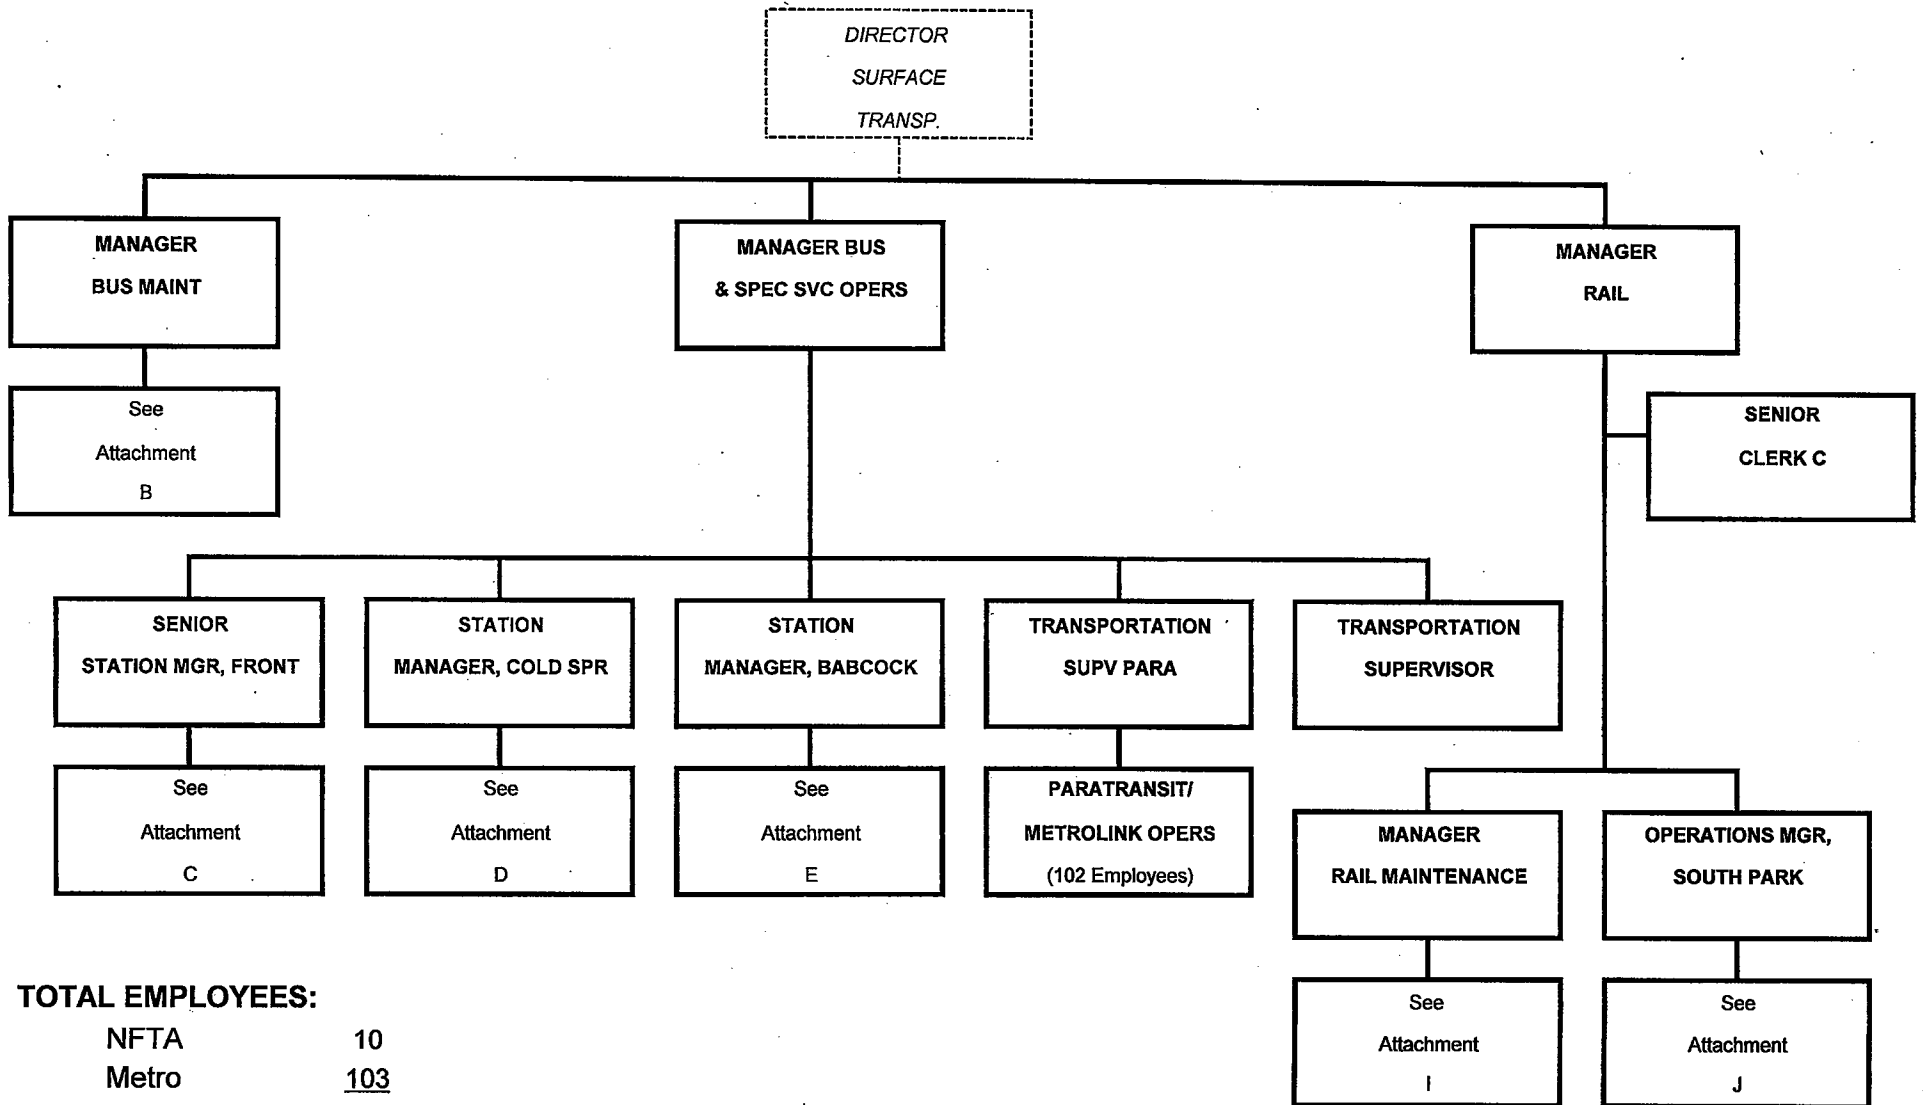 DIRECTOR
SURFACE
TRANSP.
MANAGER
BUS MAINT
MANAGER BUS
& SPEC SVC OPERS
MANAGER
RAIL
See
Attachment
B
SENIOR
CLERK C
SENIOR
STATION MGR, FRONT
STATION
MANAGER, COLD SPR
STATION
MANAGER, BABCOCK
TRANSPORTATION
SUPV PARA
TRANSPORTATION
SUPERVISOR
See
Attachment
C
See
Attachment
D
See
Attachment
E
PARATRANSIT/
METROLINK OPERS
(102 Employees)
MANAGER
RAIL MAINTENANCE
OPERATIONS MGR,
SOUTH PARK
See
Attachment
I
See
Attachment
J
TOTAL EMPLOYEES:
NFTA 10
Metro 103